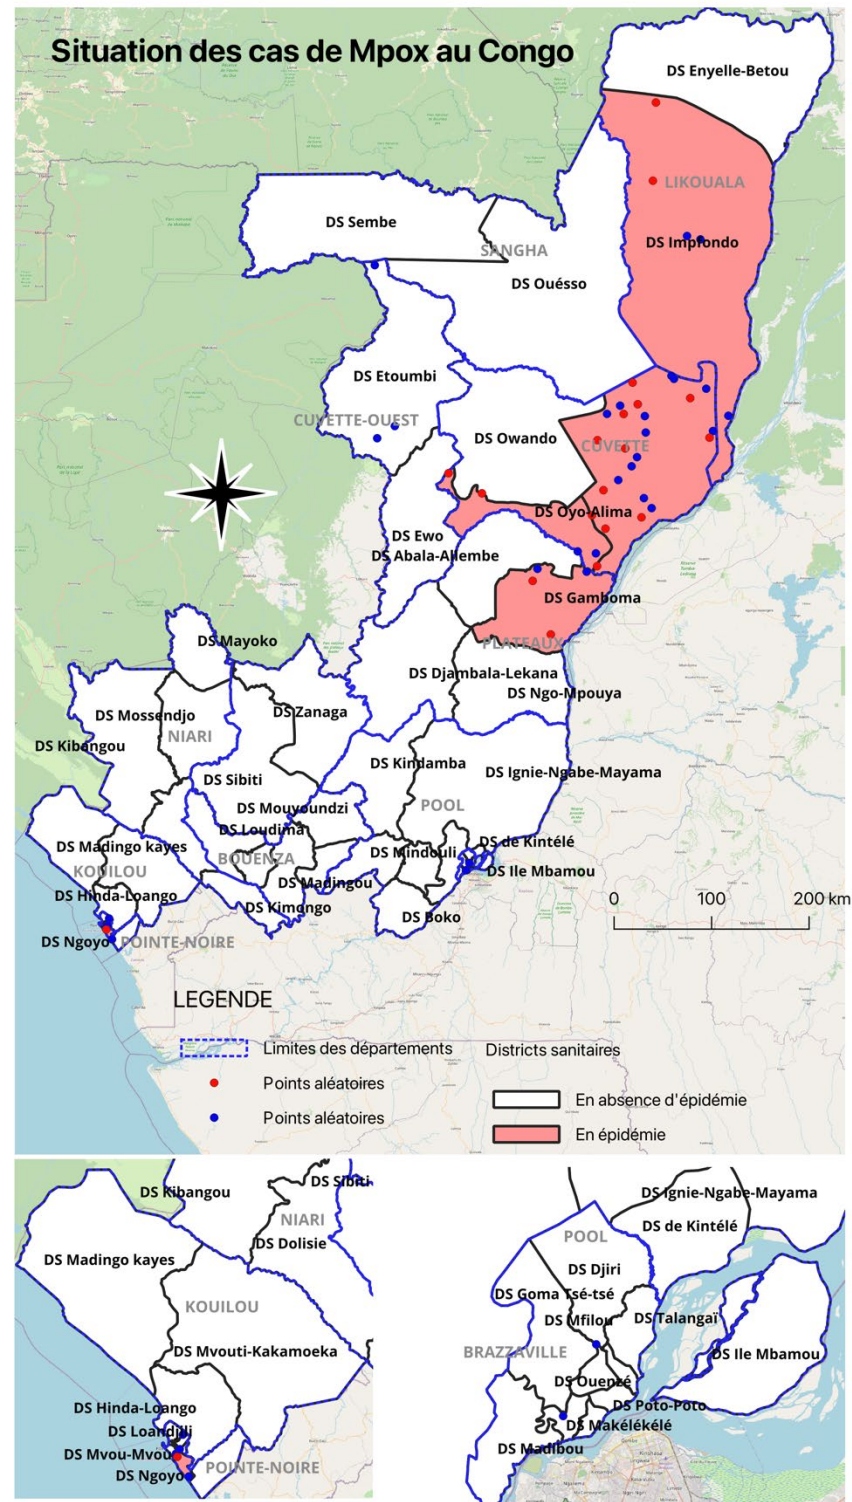 Situation des cas de Mpox au Congo
DS Enyelle-Betou
LIKOUALA
DS Sembe
DS Impfondo
SANGHA
DS Ouésso
DS Etoumbi
CUVETTE-OUEST
DS Owando
CUVETTE
DS Oyo-Alima
DS Ewo
DS Abala-Allembe
DS Gamboma
DS Mayoko
PLATEAUX
DS Djambala-Lekana
DS Ngo-Mpouya
DS Mossendjo
DS Zanaga
NIARI
DS Kibangou
DS Kindamba
DS Ignie-Ngabe-Mayama
DS Sibiti
DS Mouyoundzi
POOL
DS Loudima
DS Madingo kayes
DS de Kintélé
DS Mindouli
BOUENZA
KOUILOU
DS Ile Mbamou
DS Madingou
DS Hinda-Loango
DS Kimongo
DS Boko
0 100 200 km
DS Ngoyo
POINTE-NOIRE
LEGENDE
Limites des départements
Districts sanitaires
Points aléatoires
En absence d'épidémie
Points aléatoires
En épidémie
DS Kibangou
DS Sibiti
NIARI
DS Dolisie
DS Madingo kayes
KOUILOU
DS Mvouti-Kakamoeka
DS Hinda-Loango
DS Loandjili
DS Mvou-Mvou
DS Ngoyo
POINTE-NOIRE
DS Ignie-Ngabe-Mayama
DS de Kintélé
POOL
DS Djiri
DS Goma Tsé-tsé
DS Mfilou
DS Talangaï
BRAZZAVILLE
DS Ile Mbamou
DS Ouenzé
DS Poto-Poto
DS Makélékélé
DS Madibou